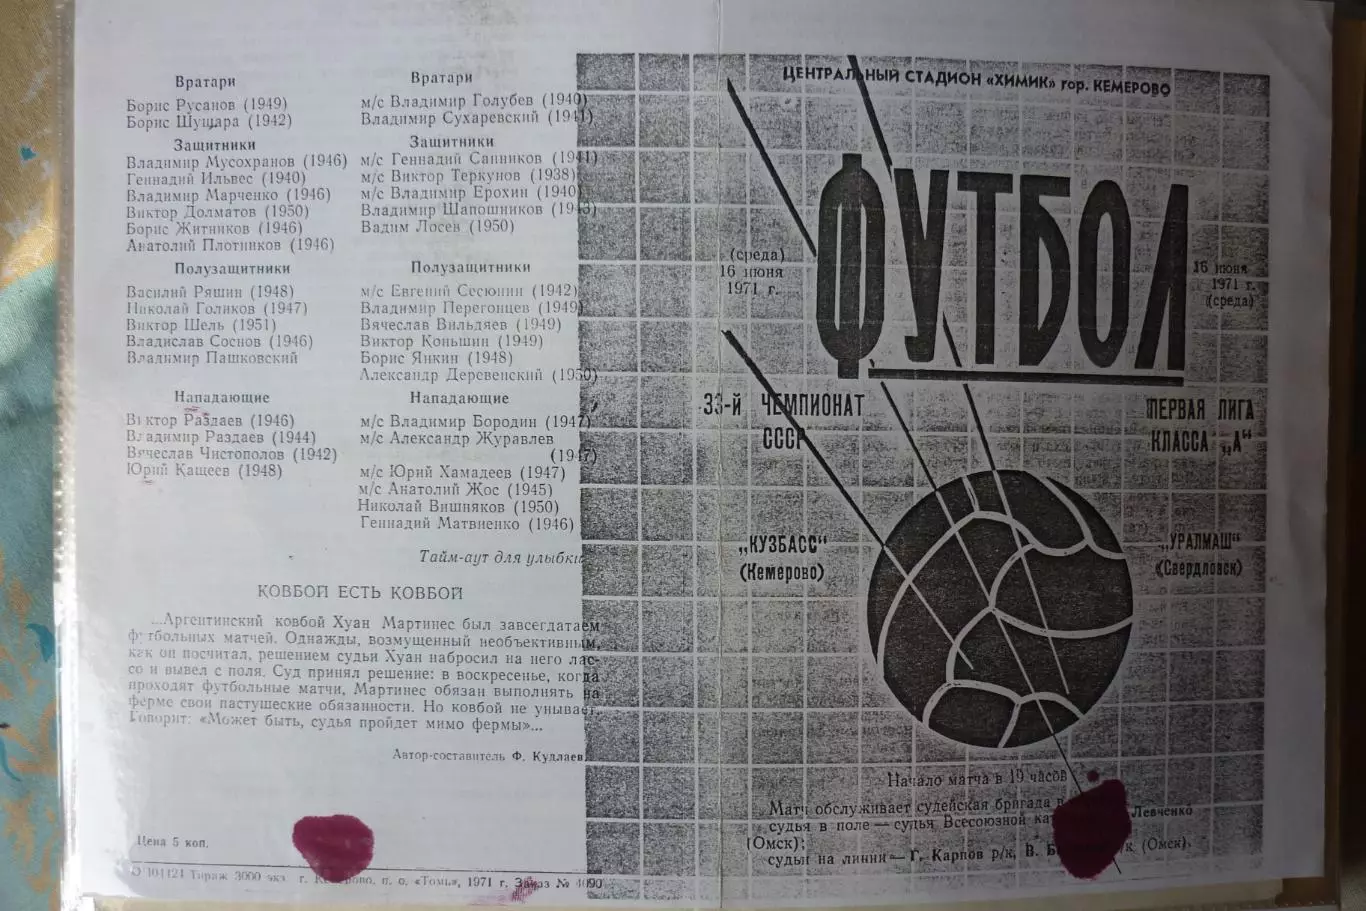 Вратари
Борис Русанов (1949)
Борис Шушара (1942)
Защитники
Владимир Мусохранов (1946)
Геннадий Ильвес (1940)
Владимир Марченко (1946)
Виктор Долматов (1950)
Борис Житников (1946)
Анатолий Плотников (1946)
Полузащитники
Василий Ряшин (1948)
Николай Голиков (1947)
Виктор Шель (1951)
Владислав Соснов (1946)
Владимир Пашковский
Нападающие
Виктор Раздаев (1946)
Владимир Раздаев (1944)
Вячеслав Чистополов (1942)
Юрий Кащеев (1948)
Вратари
м/с Владимир Голубев (1940)
Владимир Сухаревский (1941)
Защитники
м/с Геннадий Санников (1941)
м/с Виктор Теркунов (1938)
м/с Владимир Ерохин (1940)
Владимир Шапошников (1943)
Вадим Лосев (1950)
Полузащитники
м/с Евгений Сесюнин (1942)
Владимир Перегонцев (1949)
Вячеслав Вильдяев (1949)
Виктор Коньшин (1949)
Борис Янкин (1948)
Александр Деревенский (1950)
Нападающие
м/с Владимир Бородин (1947)
м/с Александр Журавлев
(1947)
м/с Юрий Хамадеев (1947)
м/с Анатолий Жос (1945)
Николай Вишняков (1950)
Геннадий Матвиенко (1946)
Тайм-аут для улыбки
КОВБОЙ ЕСТЬ КОВБОЙ
...Аргентинский ковбой Хуан Мартинес был завсегдатаем
футбольных матчей. Однажды, возмущенный необъективным,
как он посчитал, решением судьи Хуан набросил на него лас-
со и вывел с поля. Суд принял решение: в воскресенье, когда
проходят футбольные матчи, Мартинес обязан выполнять на
ферме свои пастушеские обязанности. Но ковбой не унывает.
Говорит: «Может быть, судья пройдет мимо фермы»...
Автор-составитель Ф. Кудлаев.
Цена 5 коп.
О 104124 Тираж 3000 экз. г. Кемерово, п. о. «Томь», 1971 г. Заказ № 4090
ЦЕНТРАЛЬНЫЙ СТАДИОН «ХИМИК» гор. КЕМЕРОВО
ФУТБОЛ
(среда)
16 июня
1971 г.
16 июня
1971 г.
(среда)
33-й ЧЕМПИОНАТ
СССР
ПЕРВАЯ ЛИГА
КЛАССА „А“
„КУЗБАСС“
(Кемерово)
„УРАЛМАШ“
(Свердловск)
Начало матча в 19 часов
Матч обслуживает судейская бригада в Левченко
судья в поле — судья Всесоюзной
(Омск);
судьи на линии — Г. Карпов р/к, В. (Омск).